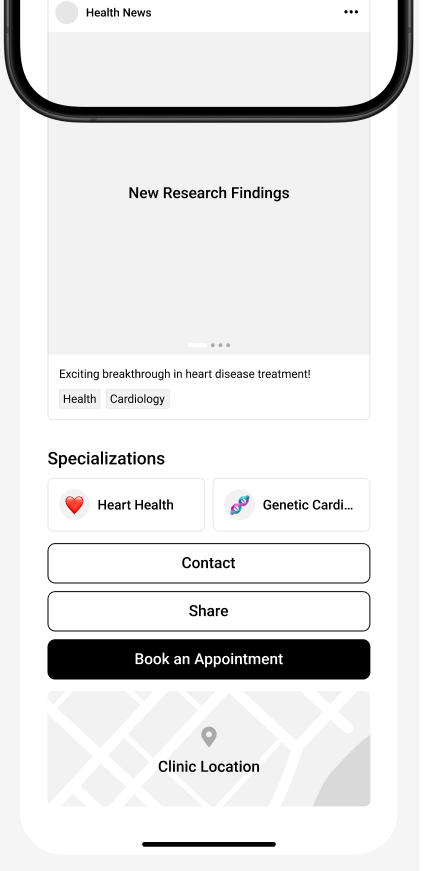 Health News
New Research Findings
Exciting breakthrough in heart disease treatment!
Health Cardiology
Specializations
Heart Health
Genetic Cardi...
Contact
Share
Book an Appointment
Clinic Location